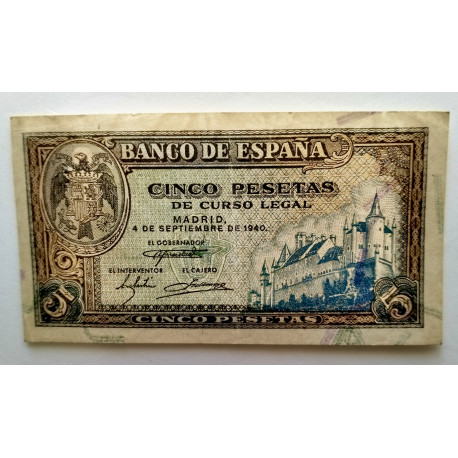 BANCO DE ESPAÑA
CINCO PESETAS
DE CURSO LEGAL
MADRID,
4 DE SEPTIEMBRE DE 1940.
EL GOBERNADOR
EL INTERVENTOR EL CAJERO
5 5
CINCO PESETAS